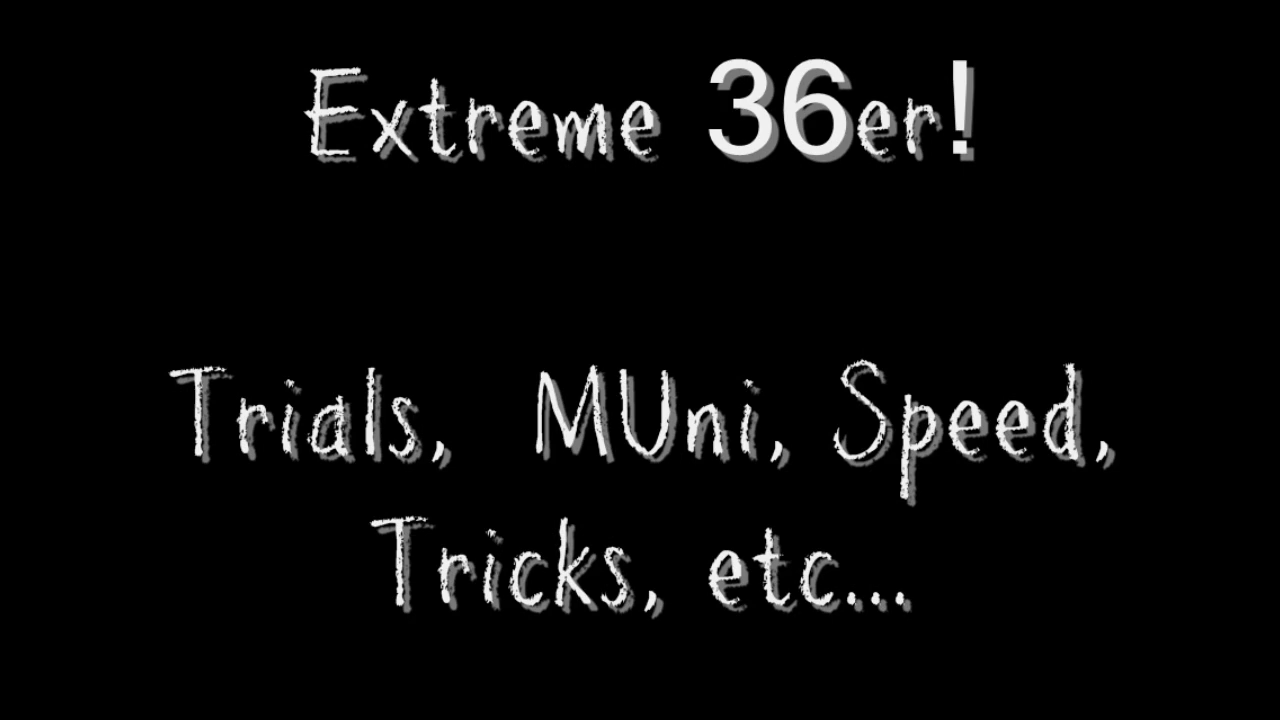 Extreme 36er!
Trials, MUni, Speed,
Tricks, etc...